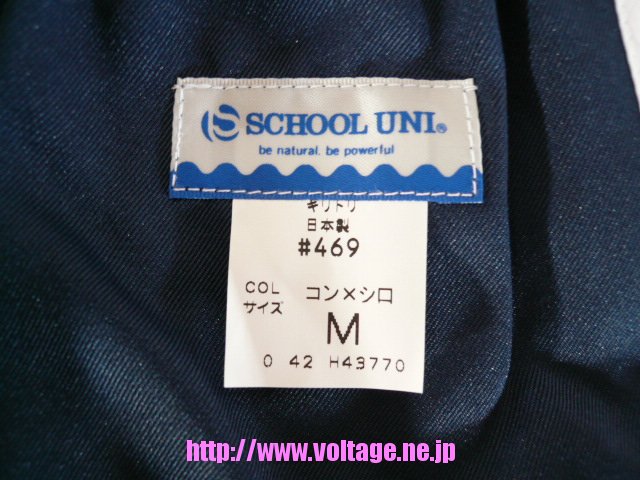 SCHOOL UNI®
be natural. be powerful
キリトリ
日本製
#469
COL コン×シロ
サイズ M
0 42 H43770
http://www.voltage.ne.jp